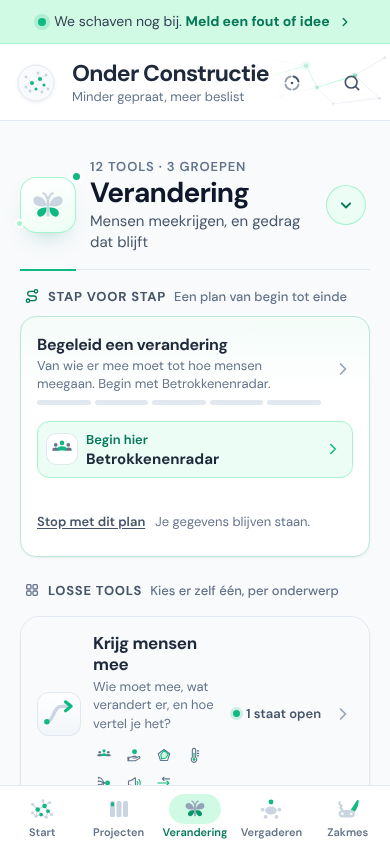 We schaven nog bij. Meld een fout of idee
Onder Constructie
Minder gepraat, meer beslist
12 TOOLS · 3 GROEPEN
Verandering
Mensen meekrijgen, en gedrag
dat blijft
STAP VOOR STAP Een plan van begin tot einde
Begeleid een verandering
Van wie er mee moet tot hoe mensen
meegaan. Begin met Betrokkenenradar.
Begin hier
Betrokkenenradar
Stop met dit plan Je gegevens blijven staan.
LOSSE TOOLS Kies er zelf één, per onderwerp
Krijg mensen
mee
Wie moet mee, wat
verandert er, en hoe
vertel je het?
1 staat open
Start Projecten Verandering Vergaderen Zakmes